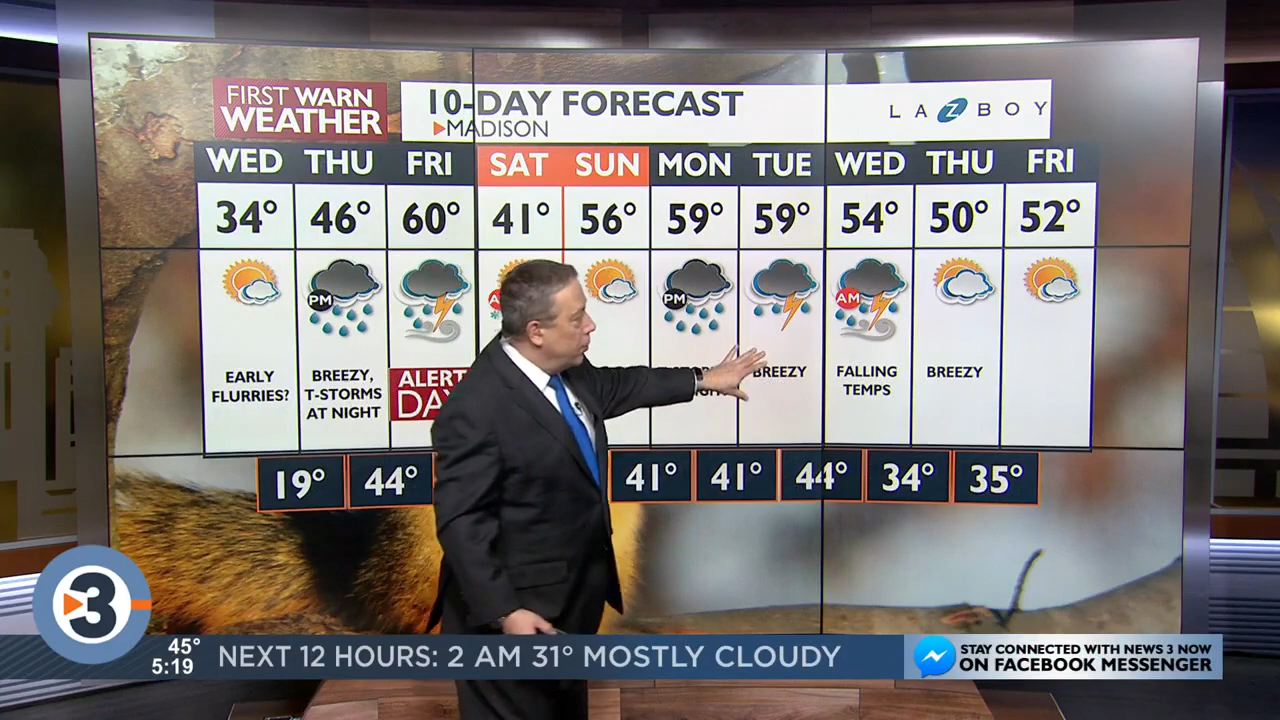 FIRST WARN
WEATHER
10-DAY FORECAST
MADISON
LA Z BOY
WED THU FRI SAT SUN MON TUE WED THU FRI
34° 46° 60° 41° 56° 59° 59° 54° 50° 52°
PM PM AM
EARLY
FLURRIES?
BREEZY,
T-STORMS
AT NIGHT
ALERT
DAY
BREEZY
FALLING
TEMPS
BREEZY
19° 44° 41° 41° 44° 34° 35°
3
45°
5:19
NEXT 12 HOURS: 2 AM 31° MOSTLY CLOUDY
STAY CONNECTED WITH NEWS 3 NOW
ON FACEBOOK MESSENGER